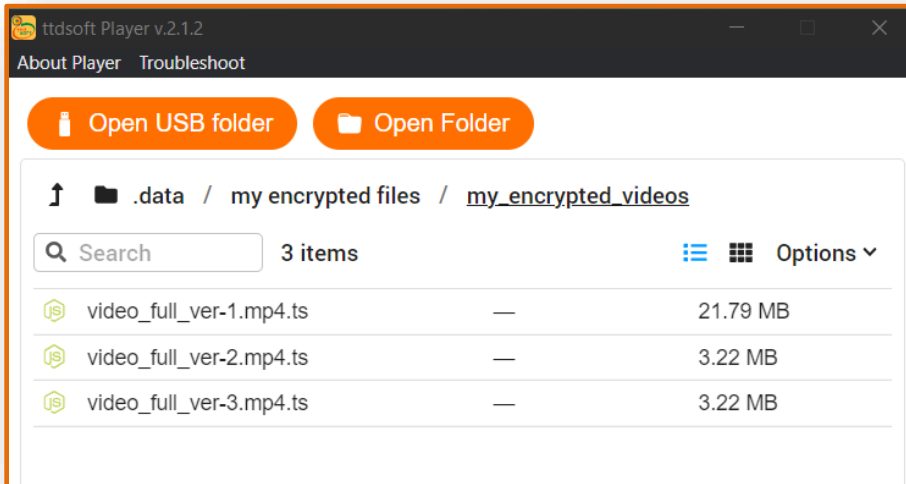 ttdsoft Player v.2.1.2
About Player Troubleshoot
Open USB folder Open Folder
.data / my encrypted files / my_encrypted_videos
Search 3 items Options
video_full_ver-1.mp4.ts — 21.79 MB
video_full_ver-2.mp4.ts — 3.22 MB
video_full_ver-3.mp4.ts — 3.22 MB